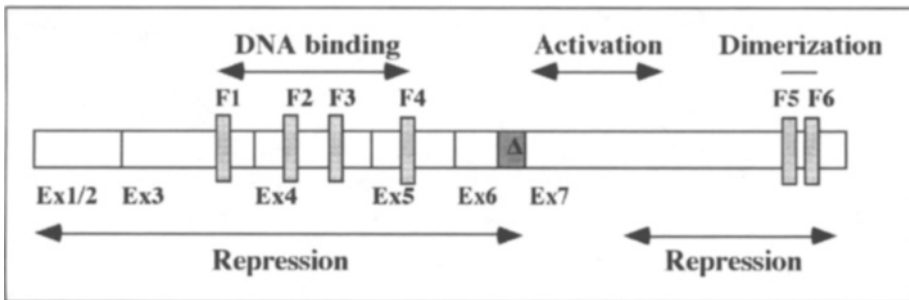 DNA binding Activation Dimerization
F1 F2 F3 F4 F5 F6
Δ
Ex1/2 Ex3 Ex4 Ex5 Ex6 Ex7
Repression Repression